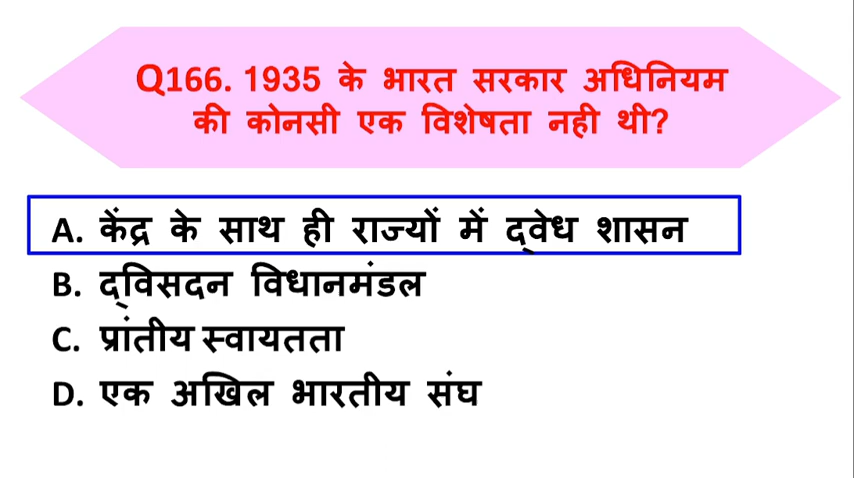 Q166. 1935 के भारत सरकार अधिनियम
की कोनसी एक विशेषता नही थी?
A. केंद्र के साथ ही राज्यों में द्वेध शासन
B. द्विसदन विधानमंडल
C. प्रांतीय स्वायतता
D. एक अखिल भारतीय संघ